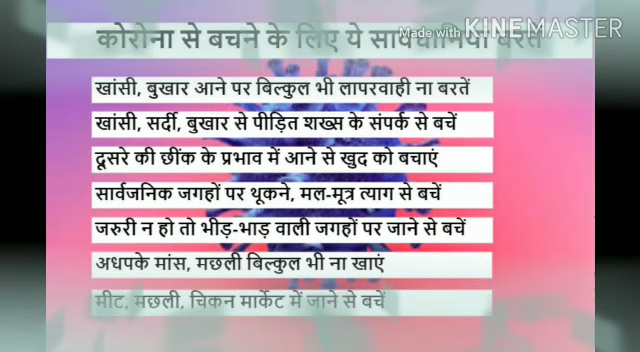 Made with KINEMASTER
कोरोना से बचने के लिए ये सावधानियां बरतें
खांसी, बुखार आने पर बिल्कुल भी लापरवाही ना बरतें
खांसी, सर्दी, बुखार से पीड़ित शख्स के संपर्क से बचें
दूसरे की छींक के प्रभाव में आने से खुद को बचाएं
सार्वजनिक जगहों पर थूकने, मल-मूत्र त्याग से बचें
जरुरी न हो तो भीड़-भाड़ वाली जगहों पर जाने से बचें
अधपके मांस, मछली बिल्कुल भी ना खाएं
मीट, मछली, चिकन मार्केट में जाने से बचें